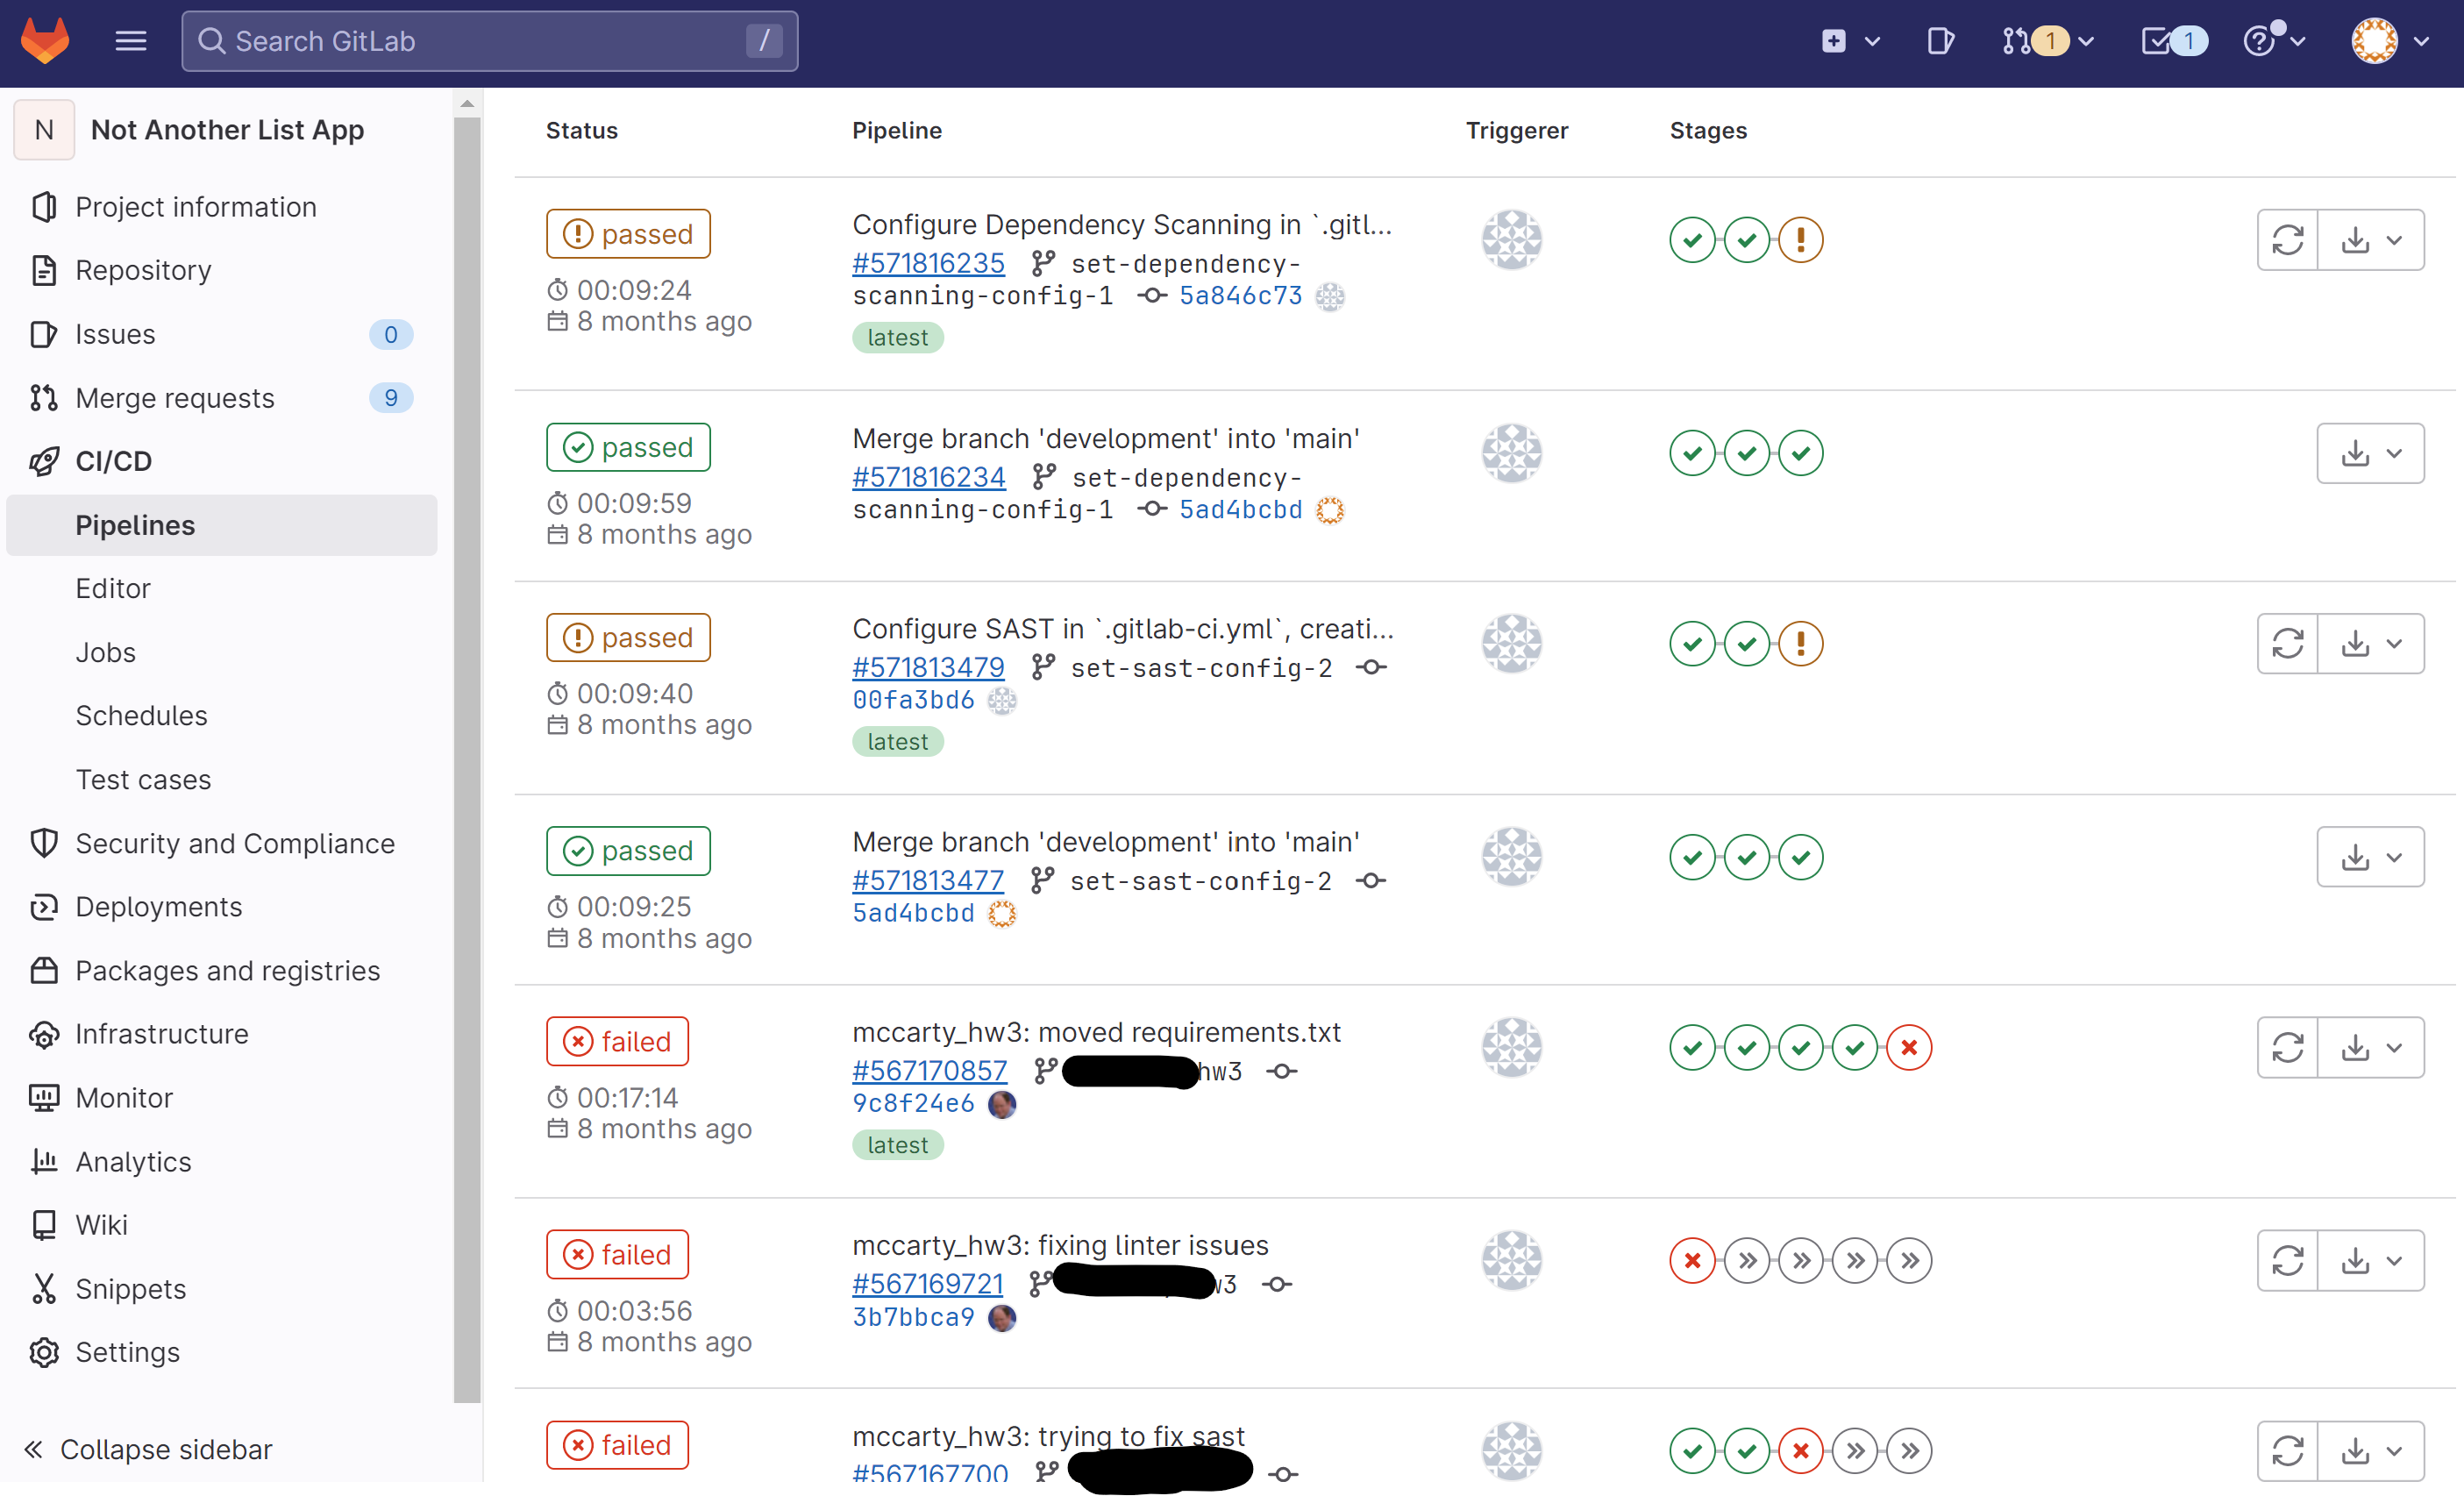 Search GitLab /
1
1
N Not Another List App
Project information
Repository
Issues 0
Merge requests 9
CI/CD
Pipelines
Editor
Jobs
Schedules
Test cases
Security and Compliance
Deployments
Packages and registries
Infrastructure
Monitor
Analytics
Wiki
Snippets
Settings
Collapse sidebar
Status Pipeline Triggerer Stages
passed
00:09:24
8 months ago
Configure Dependency Scanning in `.gitl...
#571816235 set-dependency-
scanning-config-1 5a846c73
latest
passed
00:09:59
8 months ago
Merge branch 'development' into 'main'
#571816234 set-dependency-
scanning-config-1 5ad4bcbd
passed
00:09:40
8 months ago
Configure SAST in `.gitlab-ci.yml`, creati...
#571813479 set-sast-config-2
00fa3bd6
latest
passed
00:09:25
8 months ago
Merge branch 'development' into 'main'
#571813477 set-sast-config-2
5ad4bcbd
failed
00:17:14
8 months ago
mccarty_hw3: moved requirements.txt
#567170857 hw3
9c8f24e6
latest
failed
00:03:56
8 months ago
mccarty_hw3: fixing linter issues
#567169721 w3
3b7bbca9
failed
mccarty_hw3: trying to fix sast
#567167700